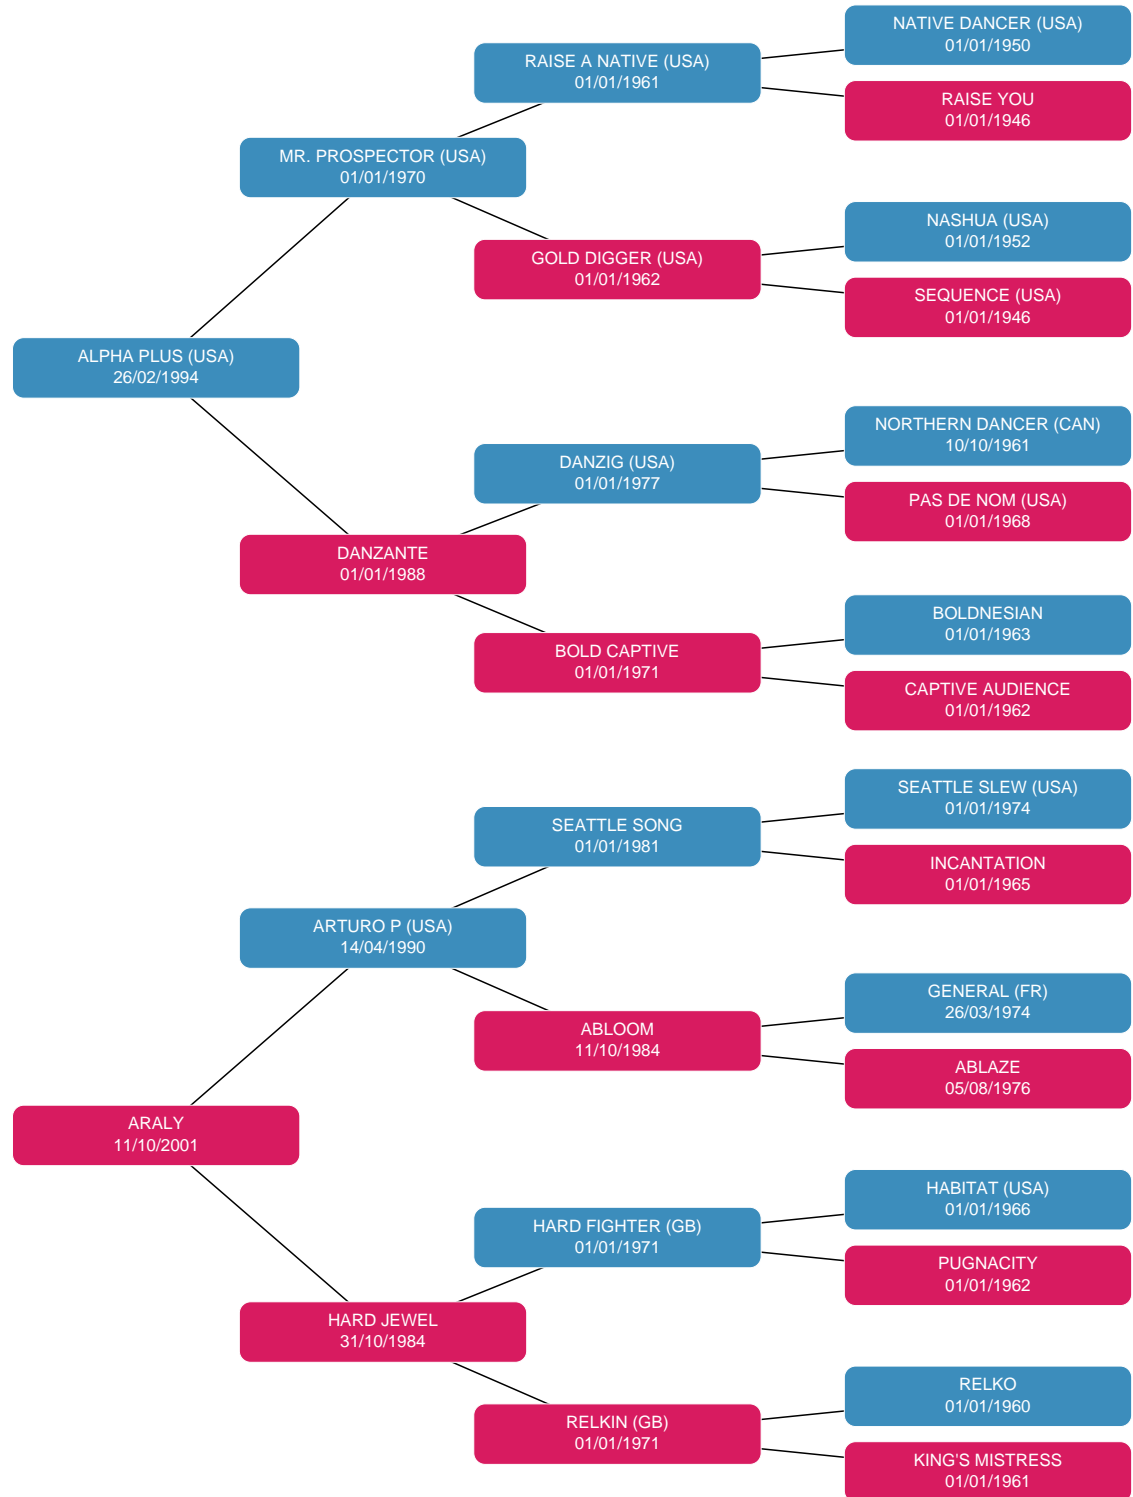 NATIVE DANCER (USA)
01/01/1950
RAISE A NATIVE (USA)
01/01/1961
RAISE YOU
01/01/1946
MR. PROSPECTOR (USA)
01/01/1970
NASHUA (USA)
01/01/1952
GOLD DIGGER (USA)
01/01/1962
SEQUENCE (USA)
01/01/1946
ALPHA PLUS (USA)
26/02/1994
NORTHERN DANCER (CAN)
10/10/1961
DANZIG (USA)
01/01/1977
PAS DE NOM (USA)
01/01/1968
DANZANTE
01/01/1988
BOLDNESIAN
01/01/1963
BOLD CAPTIVE
01/01/1971
CAPTIVE AUDIENCE
01/01/1962
SEATTLE SLEW (USA)
01/01/1974
SEATTLE SONG
01/01/1981
INCANTATION
01/01/1965
ARTURO P (USA)
14/04/1990
GENERAL (FR)
26/03/1974
ABLOOM
11/10/1984
ABLAZE
05/08/1976
ARALY
11/10/2001
HABITAT (USA)
01/01/1966
HARD FIGHTER (GB)
01/01/1971
PUGNACITY
01/01/1962
HARD JEWEL
31/10/1984
RELKO
01/01/1960
RELKIN (GB)
01/01/1971
KING'S MISTRESS
01/01/1961